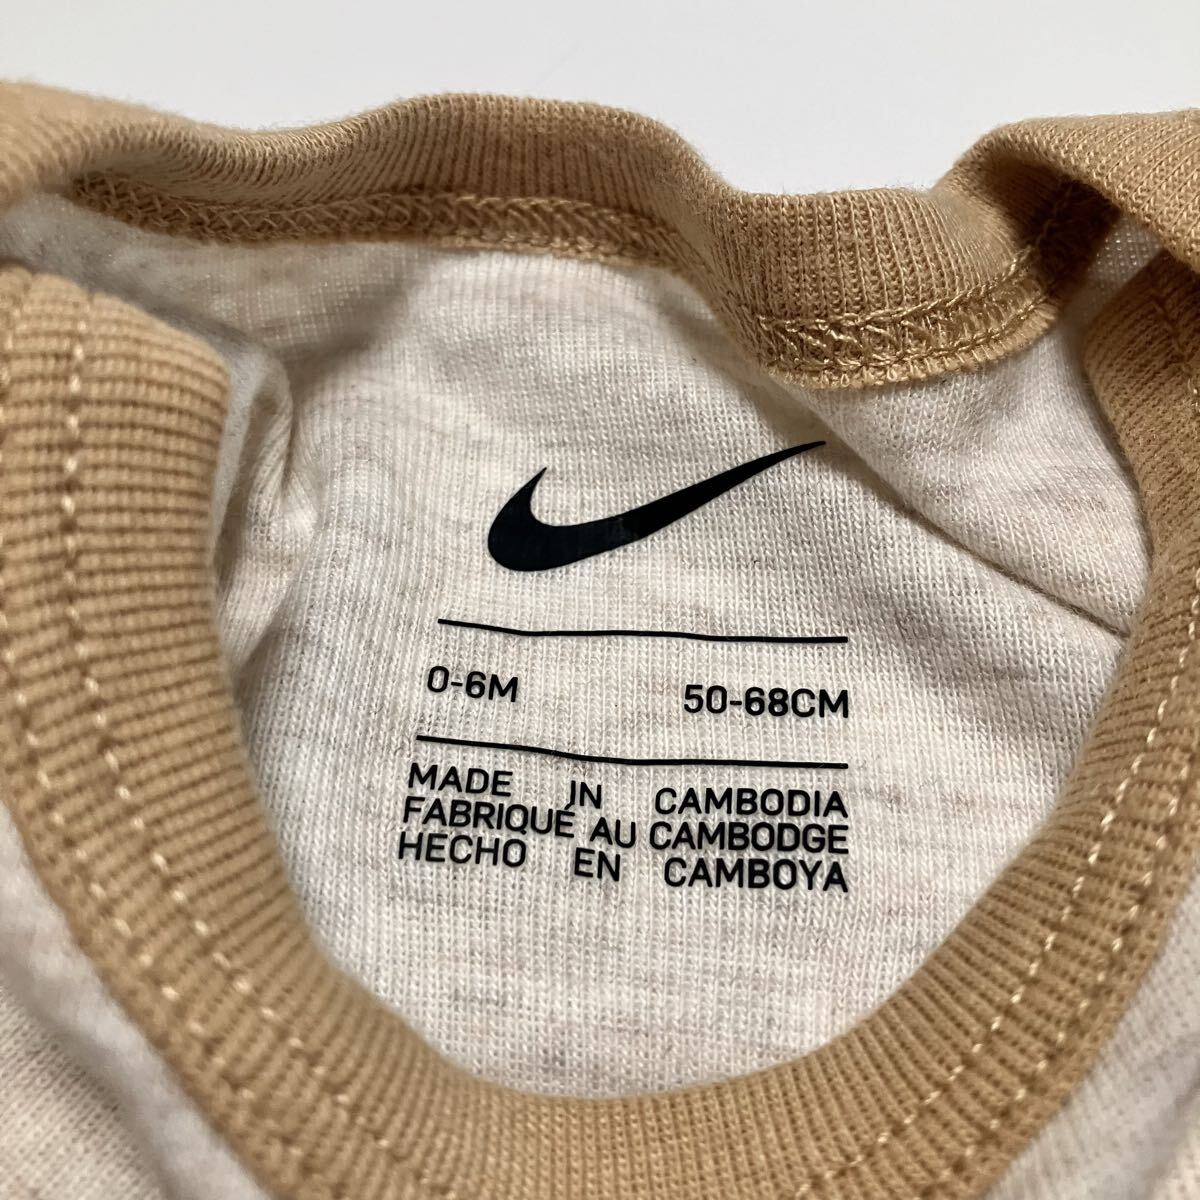 0-6M 50-68CM
MADE IN CAMBODIA
FABRIQUÉ AU CAMBODGE
HECHO EN CAMBOYA